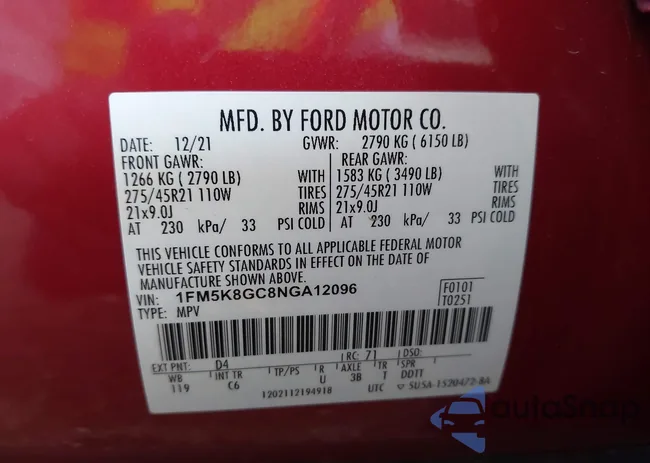 MFD. BY FORD MOTOR CO.
DATE: 12/21 GVWR: 2790 KG ( 6150 LB)
FRONT GAWR: REAR GAWR:
1266 KG ( 2790 LB) WITH 1583 KG ( 3490 LB) WITH
275/45R21 110W TIRES 275/45R21 110W TIRES
21x9.0J RIMS 21x9.0J RIMS
AT 230 kPa/ 33 PSI COLD AT 230 kPa/ 33 PSI COLD
THIS VEHICLE CONFORMS TO ALL APPLICABLE FEDERAL MOTOR
VEHICLE SAFETY STANDARDS IN EFFECT ON THE DATE OF
MANUFACTURE SHOWN ABOVE.
VIN: 1FM5K8GC8NGA12096 F0101
TYPE: MPV T0251
EXT PNT: D4 RC: 71 DSO:
WB INT TR TP/PS R AXLE T SPR
119 C6 U 3B T DDTT
1202112194918 UTC SU5A-1520472-BA
autoSnap